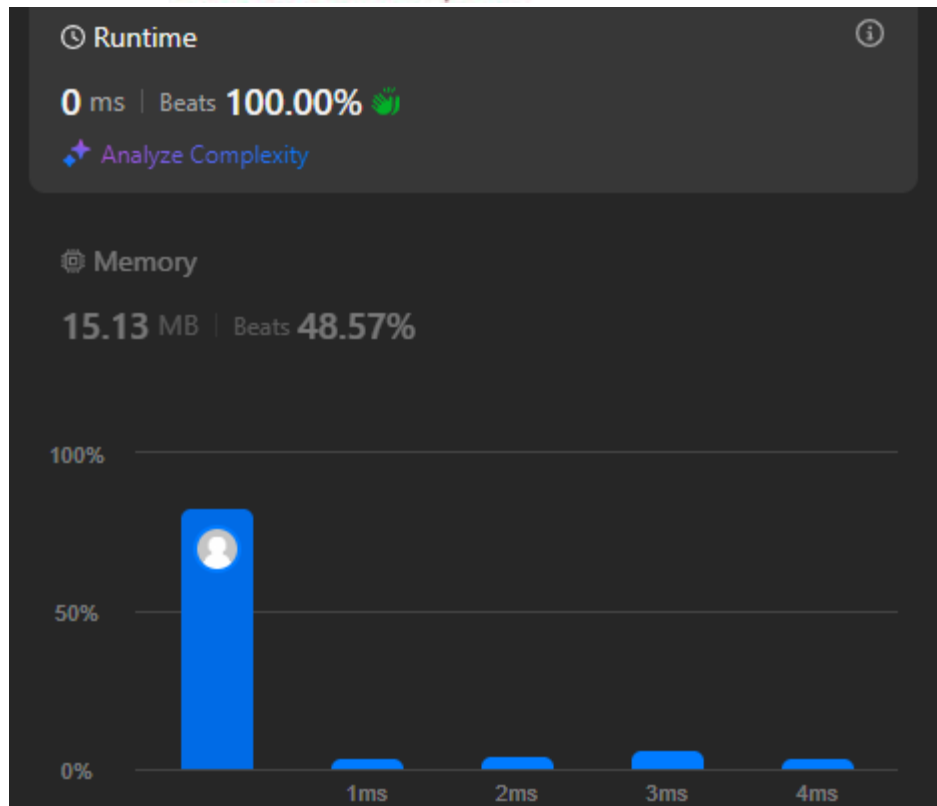 Runtime
0 ms | Beats 100.00%
Analyze Complexity
Memory
15.13 MB | Beats 48.57%
100%
50%
0%
1ms 2ms 3ms 4ms